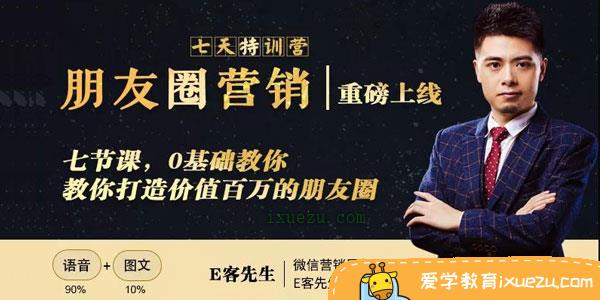 七天特训营
朋友圈营销 重磅上线
七节课，0基础教你
教你打造价值百万的朋友圈
ixuezu.com
语音 + 图文
90% 10%
E客先生
微信营销
E客先
爱学教育ixuezu.com